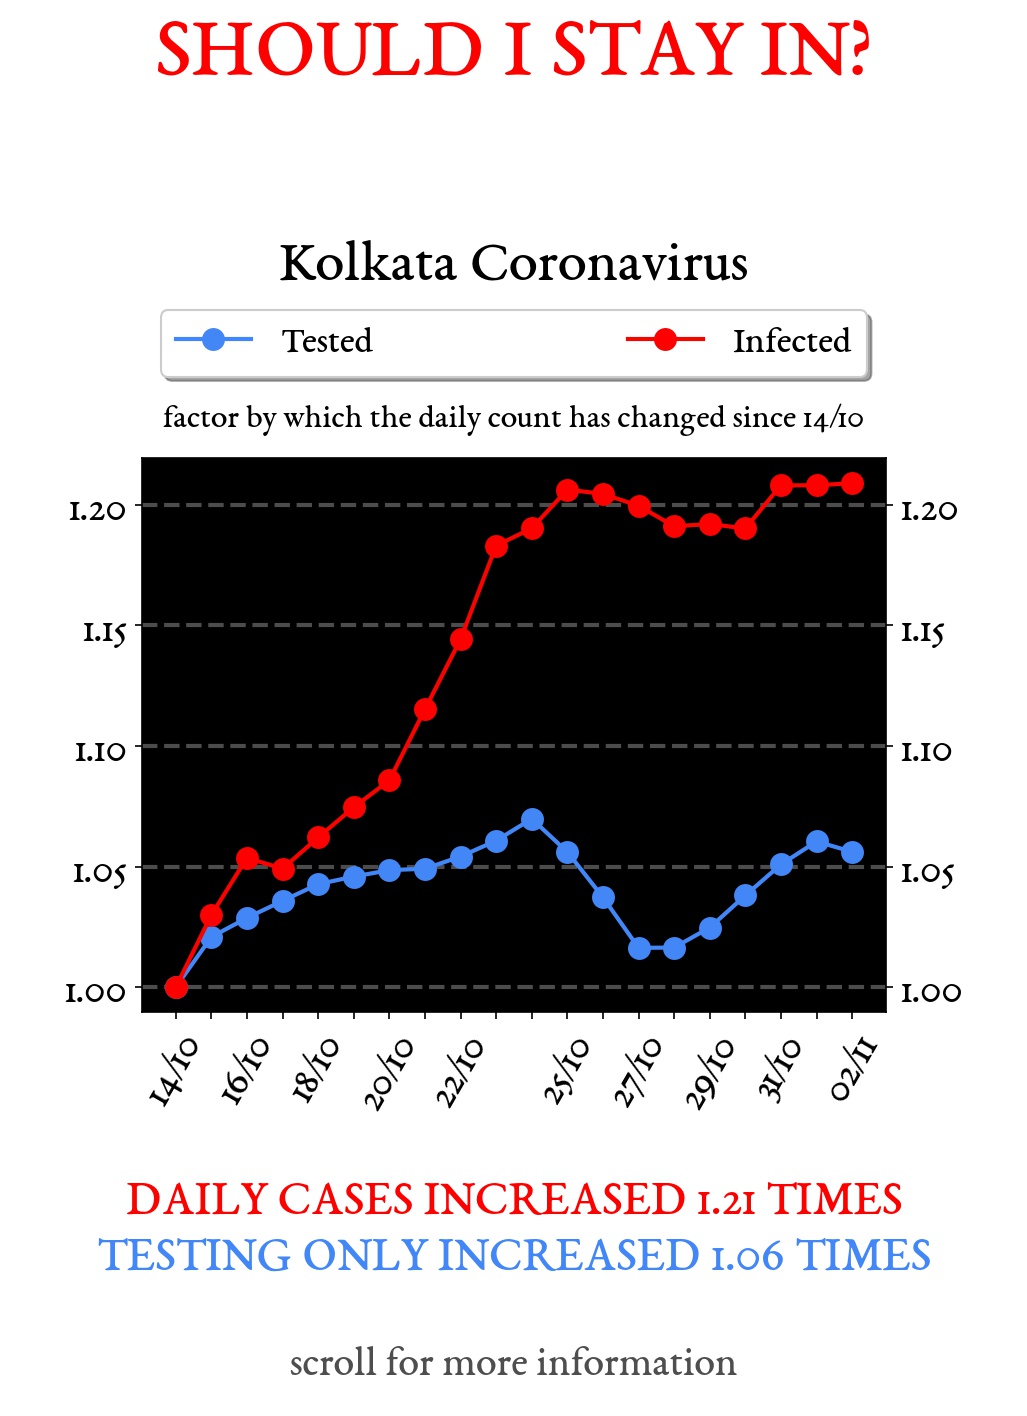 SHOULD I STAY IN?
Kolkata Coronavirus
Tested Infected
factor by which the daily count has changed since 14/10
1.20 1.20
1.15 1.15
1.10 1.10
1.05 1.05
1.00 1.00
14/10 16/10 18/10 20/10 22/10 25/10 27/10 29/10 31/10 02/11
DAILY CASES INCREASED 1.21 TIMES
TESTING ONLY INCREASED 1.06 TIMES
scroll for more information